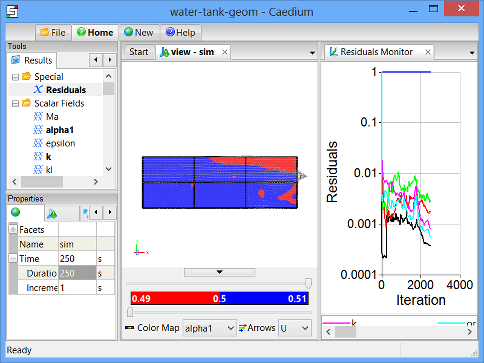 water-tank-geom - Caedium
File Home New Help
Tools
Results
Special
Residuals
Scalar Fields
Ma
alpha1
epsilon
k
kl
Properties
Facets
Name sim
Time 250 s
Duratio 250 s
Increme 1 s
Start view - sim
0.49 0.5 0.51
Color Map alpha1 Arrows U
Residuals Monitor
Residuals
1
0.1
0.01
0.001
0.0001
0 2000 4000
Iteration
k
Ready